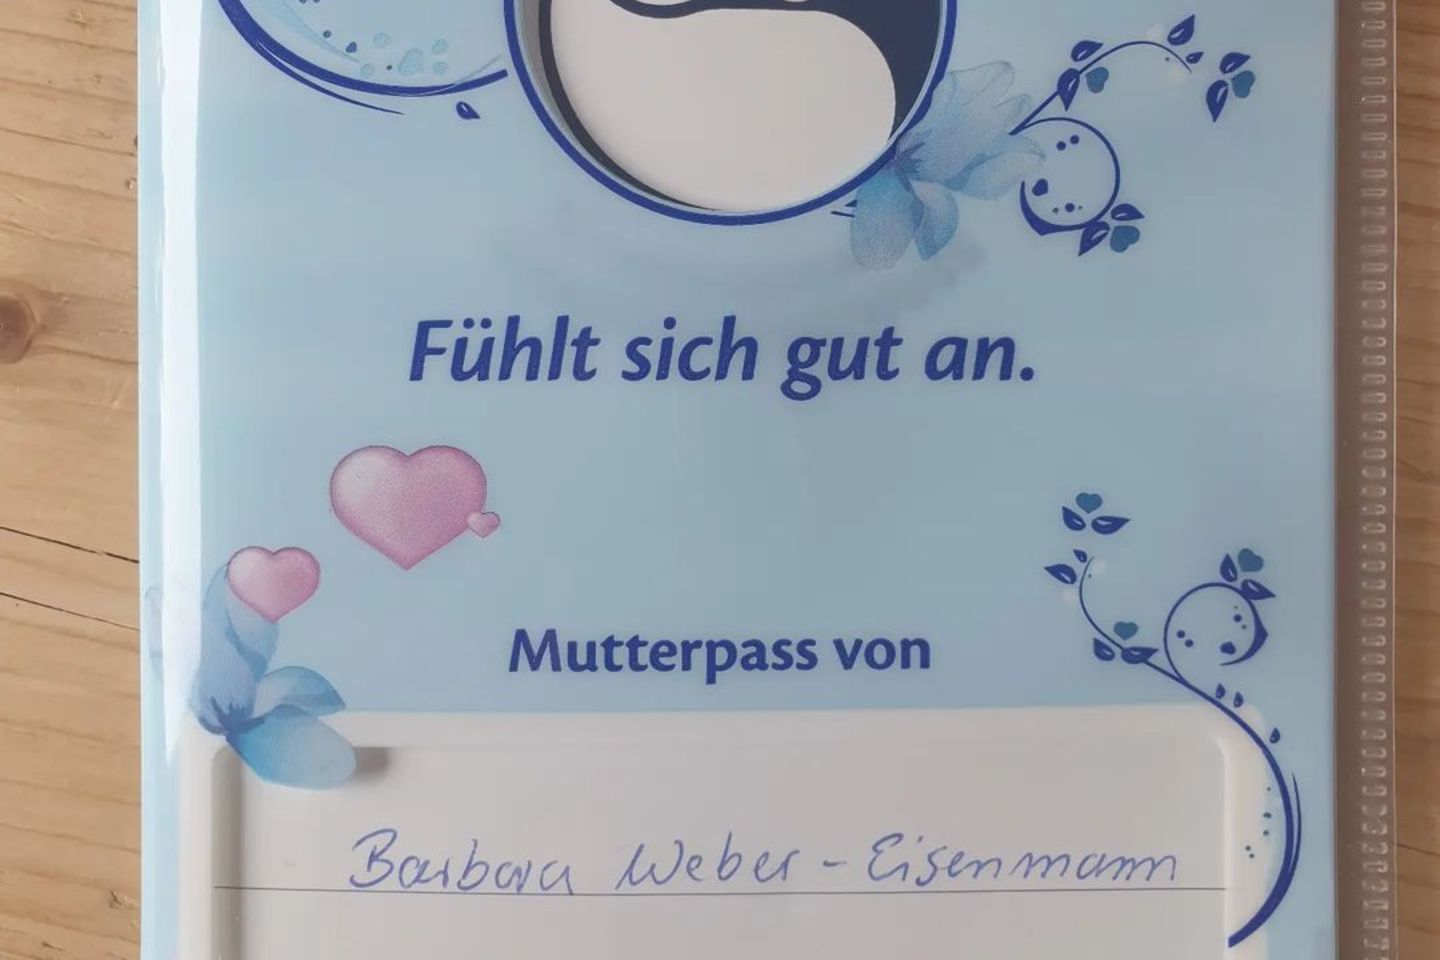 Fühlt sich gut an.
Mutterpass von
Barbara Weber - Eisenmann